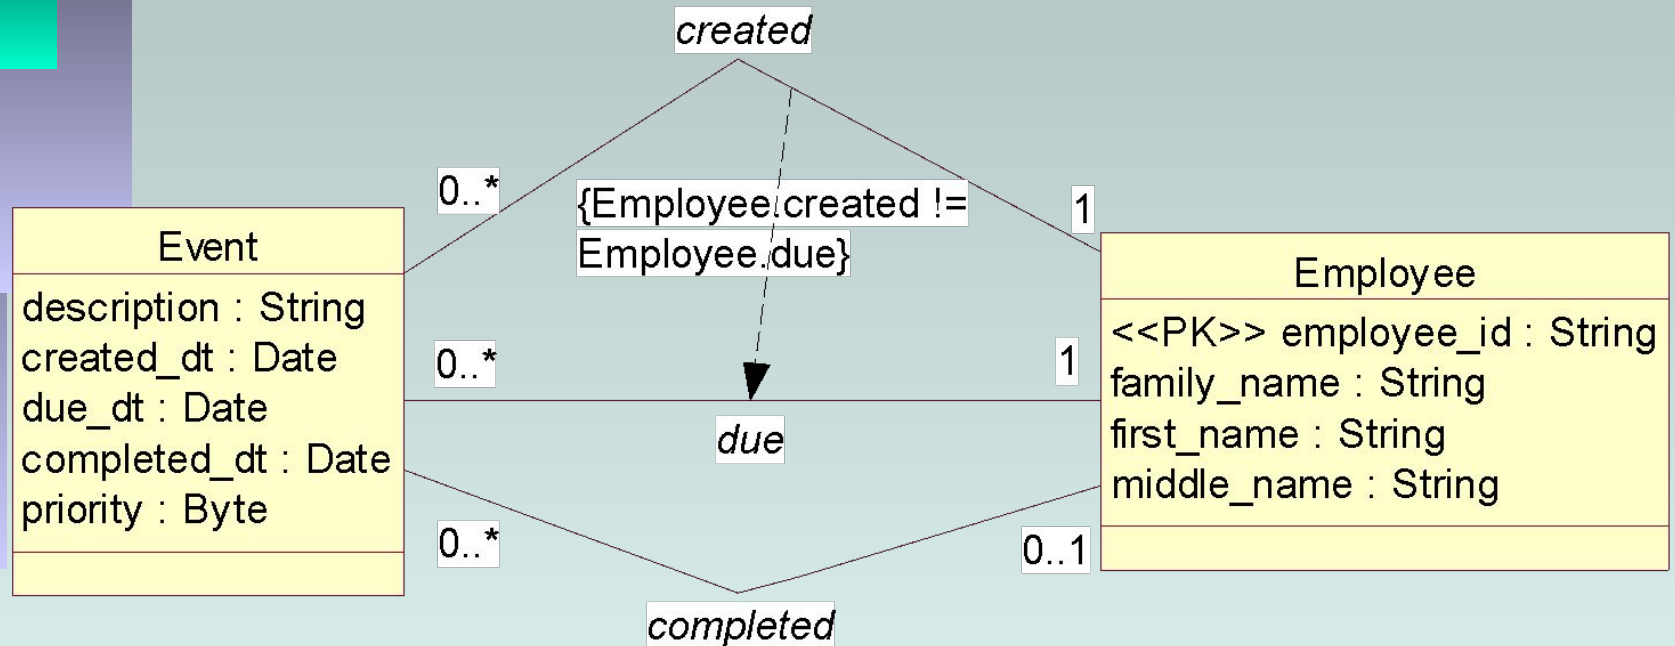 created
0..*
{Employee.created !=
Employee.due}
1
Event
description : String
created_dt : Date
due_dt : Date
completed_dt : Date
priority : Byte
0..*
1
due
Employee
<<PK>> employee_id : String
family_name : String
first_name : String
middle_name : String
0..*
0..1
completed